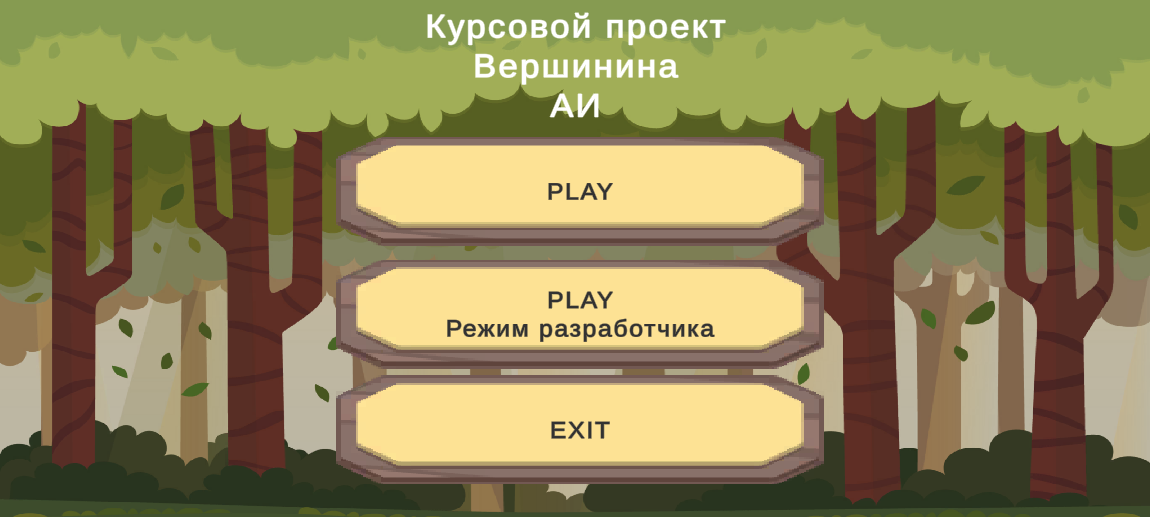 Курсовой проект
Вершинина
АИ
PLAY
PLAY
Режим разработчика
EXIT